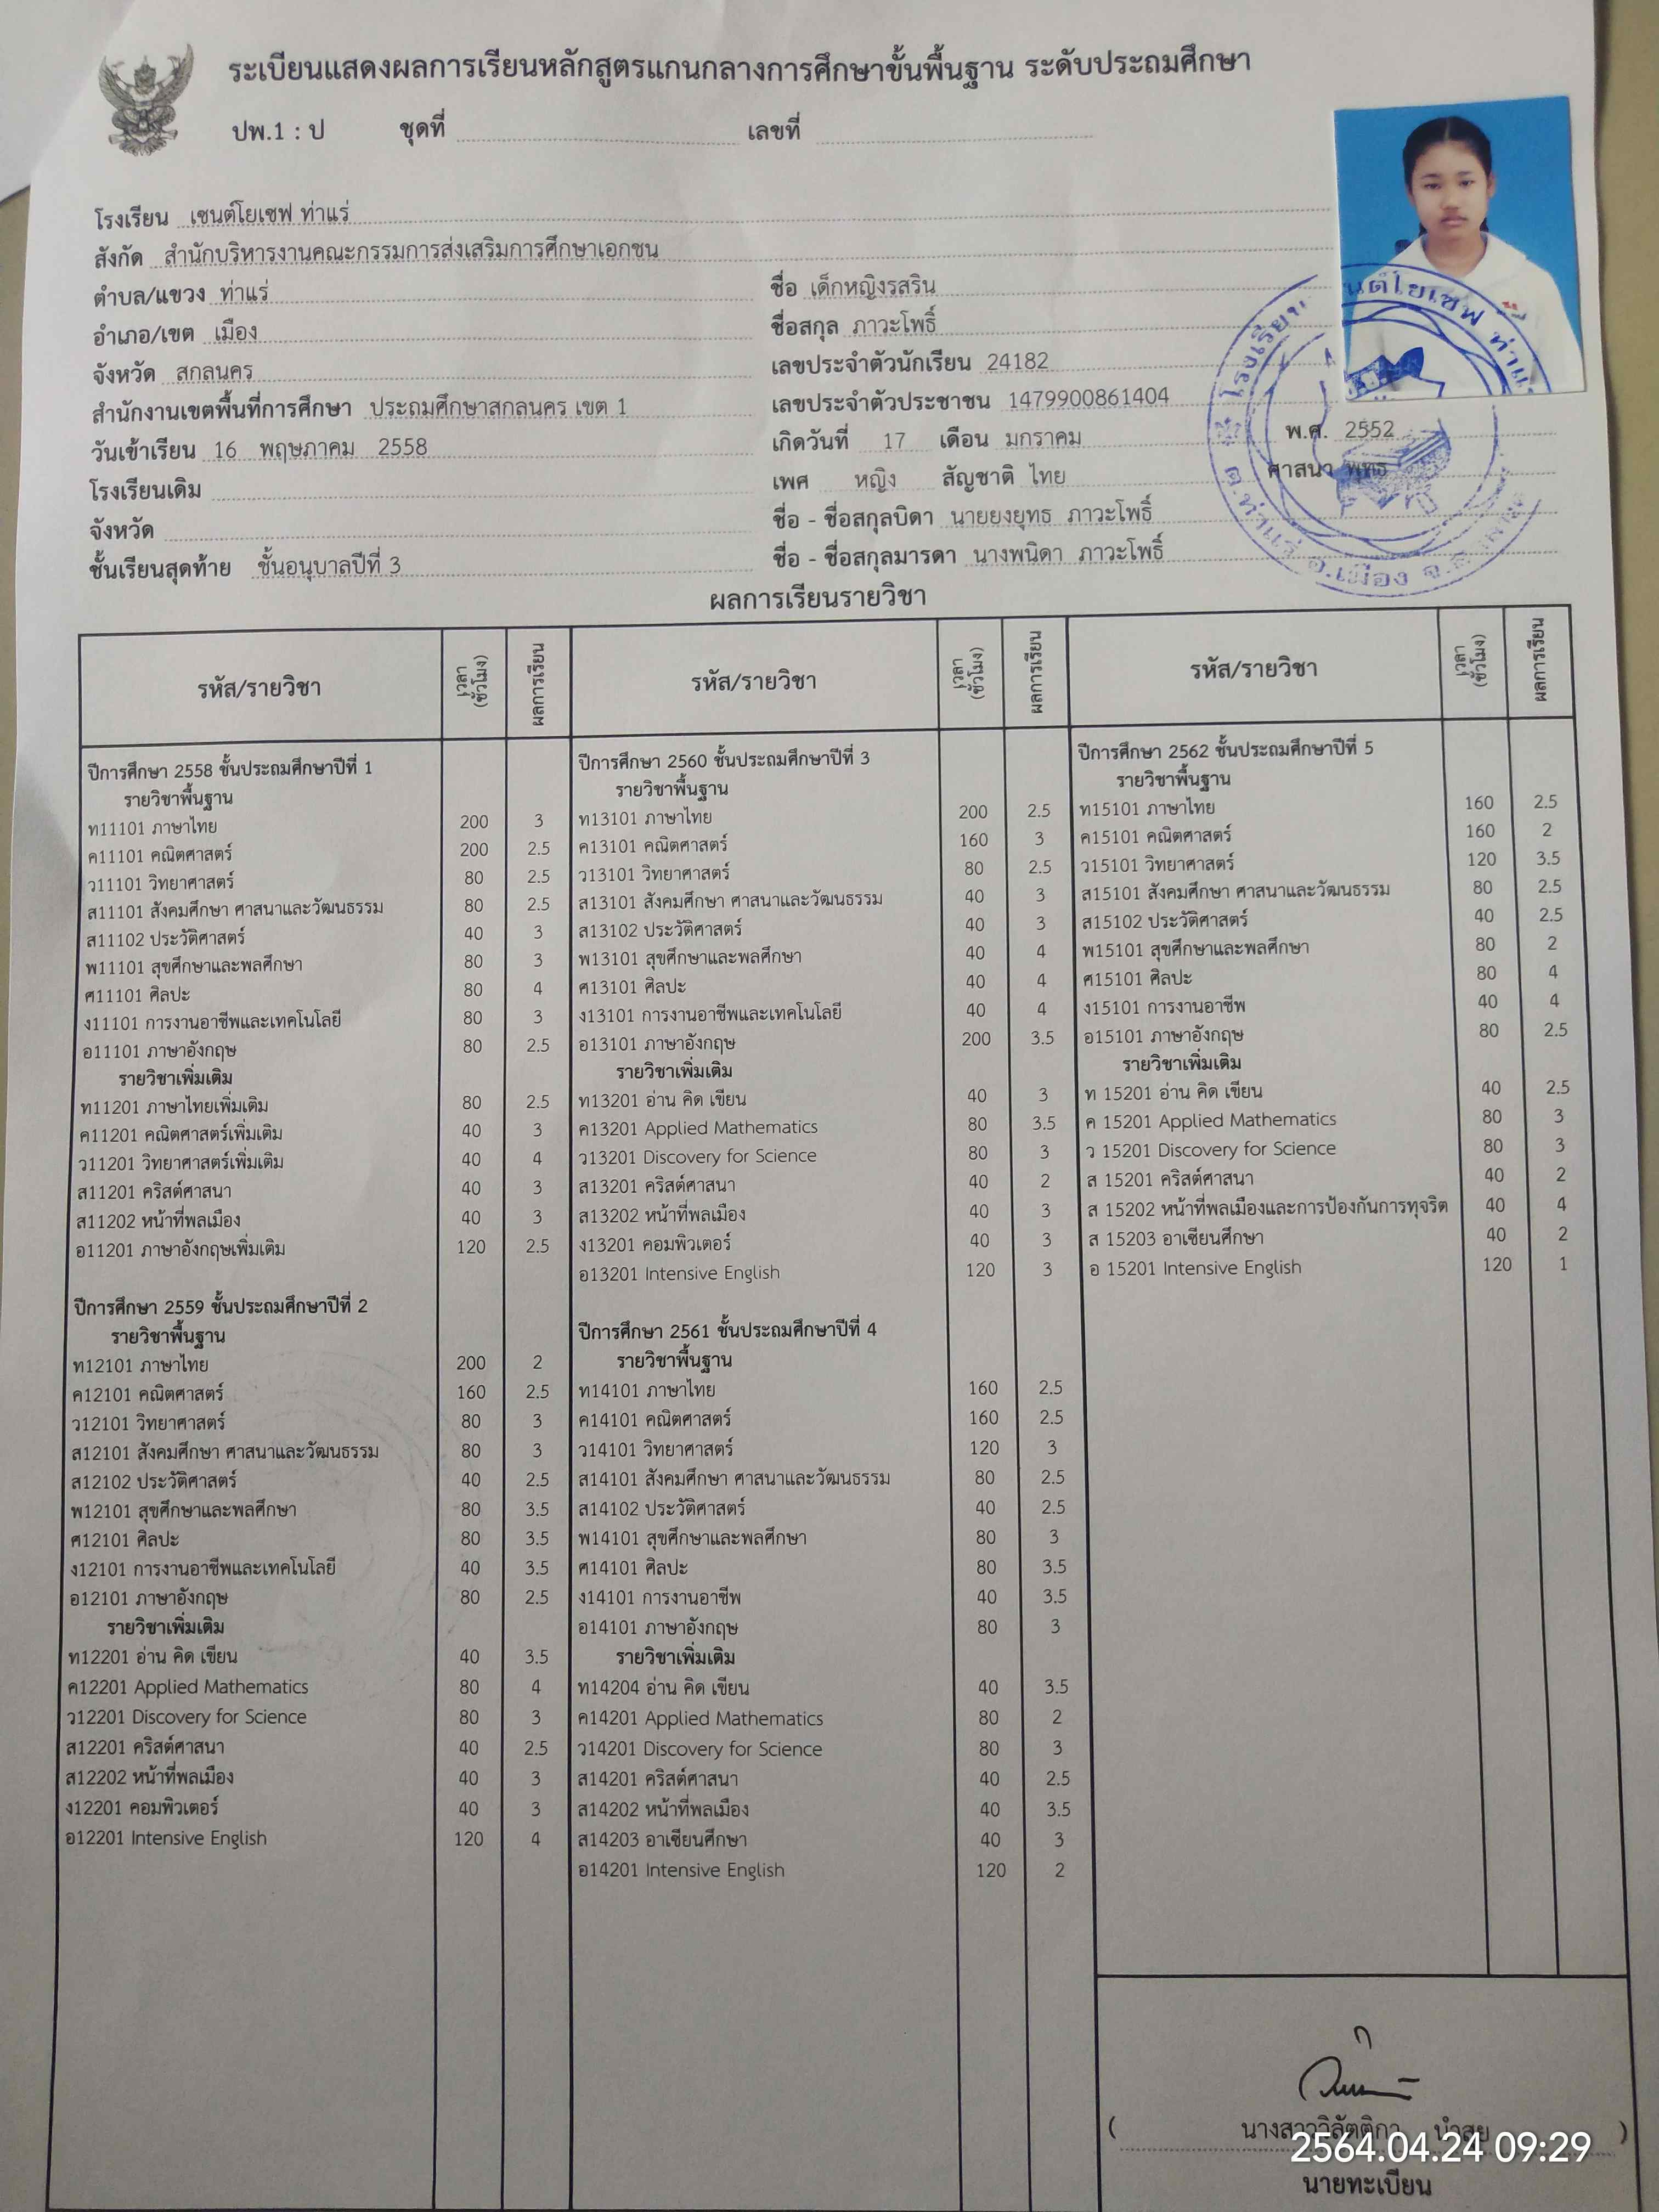 ระเบียนแสดงผลการเรียนหลักสูตรแกนกลางการศึกษาขั้นพื้นฐาน ระดับประถมศึกษา
ปพ.1 : ป ชุดที่ เลขที่
โรงเรียน เซนต์โยเซฟ ท่าแร่
สังกัด สำนักบริหารงานคณะกรรมการส่งเสริมการศึกษาเอกชน
ตำบล/แขวง ท่าแร่
อำเภอ/เขต เมือง
จังหวัด สกลนคร
สำนักงานเขตพื้นที่การศึกษา ประถมศึกษาสกลนคร เขต 1
วันเข้าเรียน 16 พฤษภาคม 2558
โรงเรียนเดิม
จังหวัด
ชั้นเรียนสุดท้าย ชั้นอนุบาลปีที่ 3
ชื่อ เด็กหญิงรสริน
ชื่อสกุล ภาวะโพธิ์
เลขประจำตัวนักเรียน 24182
เลขประจำตัวประชาชน 1479900861404
เกิดวันที่ 17 เดือน มกราคม พ.ศ. 2552
เพศ หญิง สัญชาติ ไทย ศาสนา พุทธ
ชื่อ - ชื่อสกุลบิดา นายยงยุทธ ภาวะโพธิ์
ชื่อ - ชื่อสกุลมารดา นางพนิดา ภาวะโพธิ์
โรงเรียน นต์โยเซฟ ท่าแร่
ต.ท่าแร่ อ.เมือง จ.ส
ผลการเรียนรายวิชา
รหัส/รายวิชา เวลา (ชั่วโมง) ผลการเรียน
ปีการศึกษา 2558 ชั้นประถมศึกษาปีที่ 1
รายวิชาพื้นฐาน
ท11101 ภาษาไทย 200 3
ค11101 คณิตศาสตร์ 200 2.5
ว11101 วิทยาศาสตร์ 80 2.5
ส11101 สังคมศึกษา ศาสนาและวัฒนธรรม 80 2.5
ส11102 ประวัติศาสตร์ 40 3
พ11101 สุขศึกษาและพลศึกษา 80 3
ศ11101 ศิลปะ 80 4
ง11101 การงานอาชีพและเทคโนโลยี 80 3
อ11101 ภาษาอังกฤษ 80 2.5
รายวิชาเพิ่มเติม
ท11201 ภาษาไทยเพิ่มเติม 80 2.5
ค11201 คณิตศาสตร์เพิ่มเติม 40 3
ว11201 วิทยาศาสตร์เพิ่มเติม 40 4
ส11201 คริสต์ศาสนา 40 3
ส11202 หน้าที่พลเมือง 40 3
อ11201 ภาษาอังกฤษเพิ่มเติม 120 2.5
ปีการศึกษา 2559 ชั้นประถมศึกษาปีที่ 2
รายวิชาพื้นฐาน
ท12101 ภาษาไทย 200 2
ค12101 คณิตศาสตร์ 160 2.5
ว12101 วิทยาศาสตร์ 80 3
ส12101 สังคมศึกษา ศาสนาและวัฒนธรรม 80 3
ส12102 ประวัติศาสตร์ 40 2.5
พ12101 สุขศึกษาและพลศึกษา 80 3.5
ศ12101 ศิลปะ 80 3.5
ง12101 การงานอาชีพและเทคโนโลยี 40 3.5
อ12101 ภาษาอังกฤษ 80 2.5
รายวิชาเพิ่มเติม
ท12201 อ่าน คิด เขียน 40 3.5
ค12201 Applied Mathematics 80 4
ว12201 Discovery for Science 80 3
ส12201 คริสต์ศาสนา 40 2.5
ส12202 หน้าที่พลเมือง 40 3
ง12201 คอมพิวเตอร์ 40 3
อ12201 Intensive English 120 4
รหัส/รายวิชา เวลา (ชั่วโมง) ผลการเรียน
ปีการศึกษา 2560 ชั้นประถมศึกษาปีที่ 3
รายวิชาพื้นฐาน
ท13101 ภาษาไทย 200 2.5
ค13101 คณิตศาสตร์ 160 3
ว13101 วิทยาศาสตร์ 80 2.5
ส13101 สังคมศึกษา ศาสนาและวัฒนธรรม 40 3
ส13102 ประวัติศาสตร์ 40 3
พ13101 สุขศึกษาและพลศึกษา 40 4
ศ13101 ศิลปะ 40 4
ง13101 การงานอาชีพและเทคโนโลยี 40 4
อ13101 ภาษาอังกฤษ 200 3.5
รายวิชาเพิ่มเติม
ท13201 อ่าน คิด เขียน 40 3
ค13201 Applied Mathematics 80 3.5
ว13201 Discovery for Science 80 3
ส13201 คริสต์ศาสนา 40 2
ส13202 หน้าที่พลเมือง 40 3
ง13201 คอมพิวเตอร์ 40 3
อ13201 Intensive English 120 3
ปีการศึกษา 2561 ชั้นประถมศึกษาปีที่ 4
รายวิชาพื้นฐาน
ท14101 ภาษาไทย 160 2.5
ค14101 คณิตศาสตร์ 160 2.5
ว14101 วิทยาศาสตร์ 120 3
ส14101 สังคมศึกษา ศาสนาและวัฒนธรรม 80 2.5
ส14102 ประวัติศาสตร์ 40 2.5
พ14101 สุขศึกษาและพลศึกษา 80 3
ศ14101 ศิลปะ 80 3.5
ง14101 การงานอาชีพ 40 3.5
อ14101 ภาษาอังกฤษ 80 3
รายวิชาเพิ่มเติม
ท14204 อ่าน คิด เขียน 40 3.5
ค14201 Applied Mathematics 80 2
ว14201 Discovery for Science 80 3
ส14201 คริสต์ศาสนา 40 2.5
ส14202 หน้าที่พลเมือง 40 3.5
ส14203 อาเซียนศึกษา 40 3
อ14201 Intensive English 120 2
รหัส/รายวิชา เวลา (ชั่วโมง) ผลการเรียน
ปีการศึกษา 2562 ชั้นประถมศึกษาปีที่ 5
รายวิชาพื้นฐาน
ท15101 ภาษาไทย 160 2.5
ค15101 คณิตศาสตร์ 160 2
ว15101 วิทยาศาสตร์ 120 3.5
ส15101 สังคมศึกษา ศาสนาและวัฒนธรรม 80 2.5
ส15102 ประวัติศาสตร์ 40 2.5
พ15101 สุขศึกษาและพลศึกษา 80 2
ศ15101 ศิลปะ 80 4
ง15101 การงานอาชีพ 40 4
อ15101 ภาษาอังกฤษ 80 2.5
รายวิชาเพิ่มเติม
ท 15201 อ่าน คิด เขียน 40 2.5
ค 15201 Applied Mathematics 80 3
ว 15201 Discovery for Science 80 3
ส 15201 คริสต์ศาสนา 40 2
ส 15202 หน้าที่พลเมืองและการป้องกันการทุจริต 40 4
ส 15203 อาเซียนศึกษา 40 2
อ 15201 Intensive English 120 1
( นางสาววิลัตติกา )
2564.04.24 09:29
นายทะเบียน